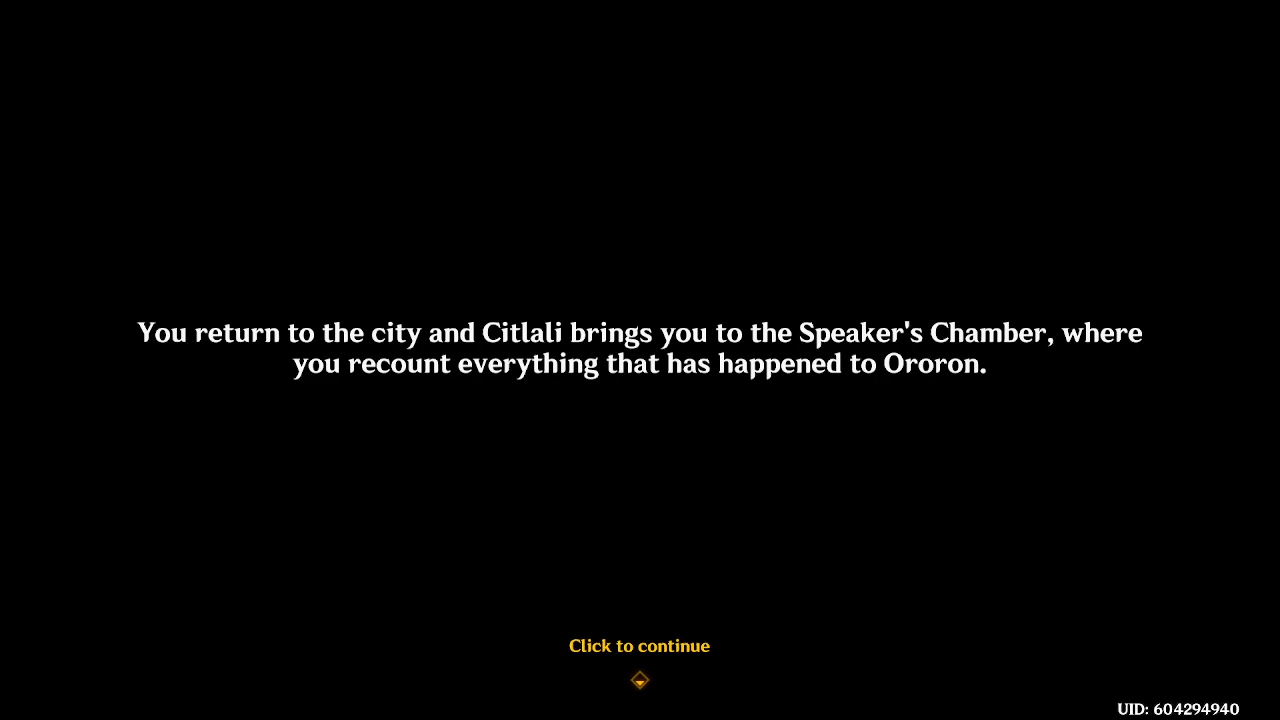 You return to the city and Citlali brings you to the Speaker's Chamber, where
you recount everything that has happened to Ororon.
Click to continue
UID: 604294940